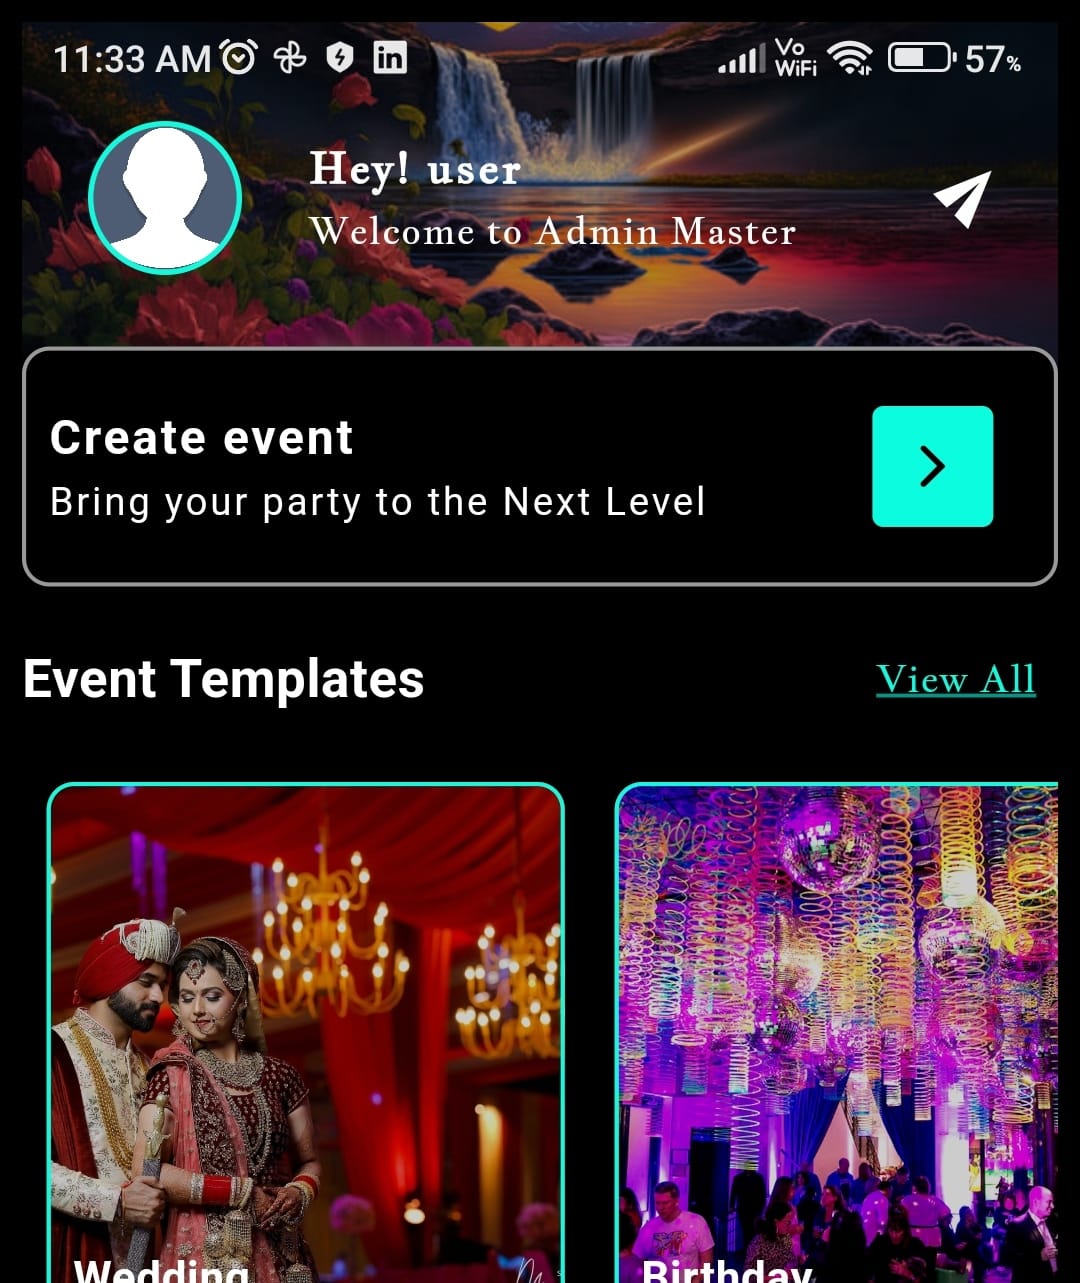 11:33 AM in Vo WiFi 57%
Hey! user
Welcome to Admin Master
Create event
Bring your party to the Next Level
Event Templates View All
Wedding
Birthday